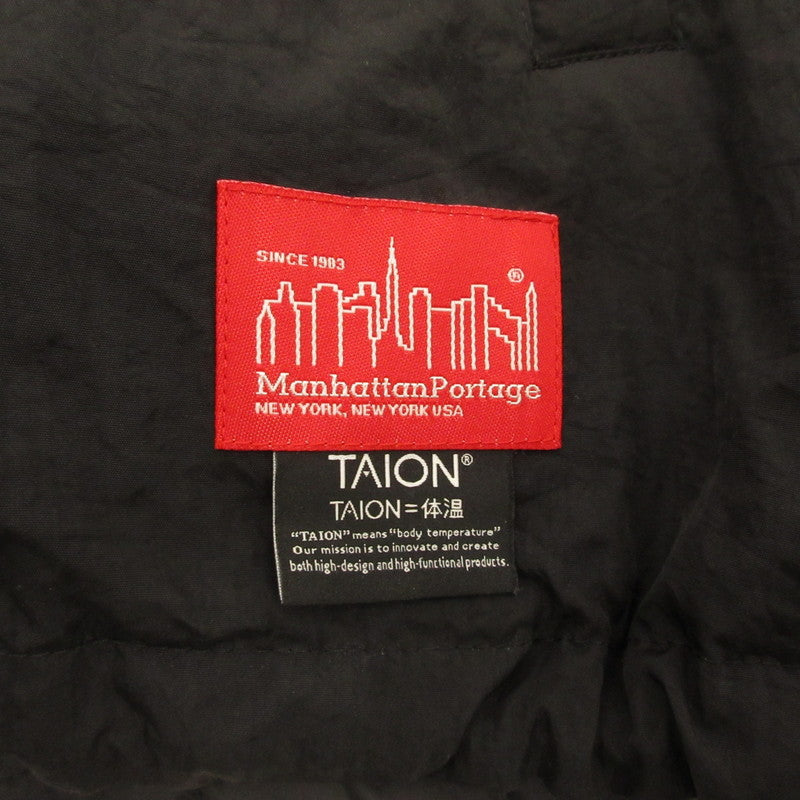 SINCE 1983
®
ManhattanPortage
NEW YORK, NEW YORK USA
TAION®
TAION=体温
"TAION" means "body temperature"
Our mission is to innovate and create
both high-design and high-functional products.